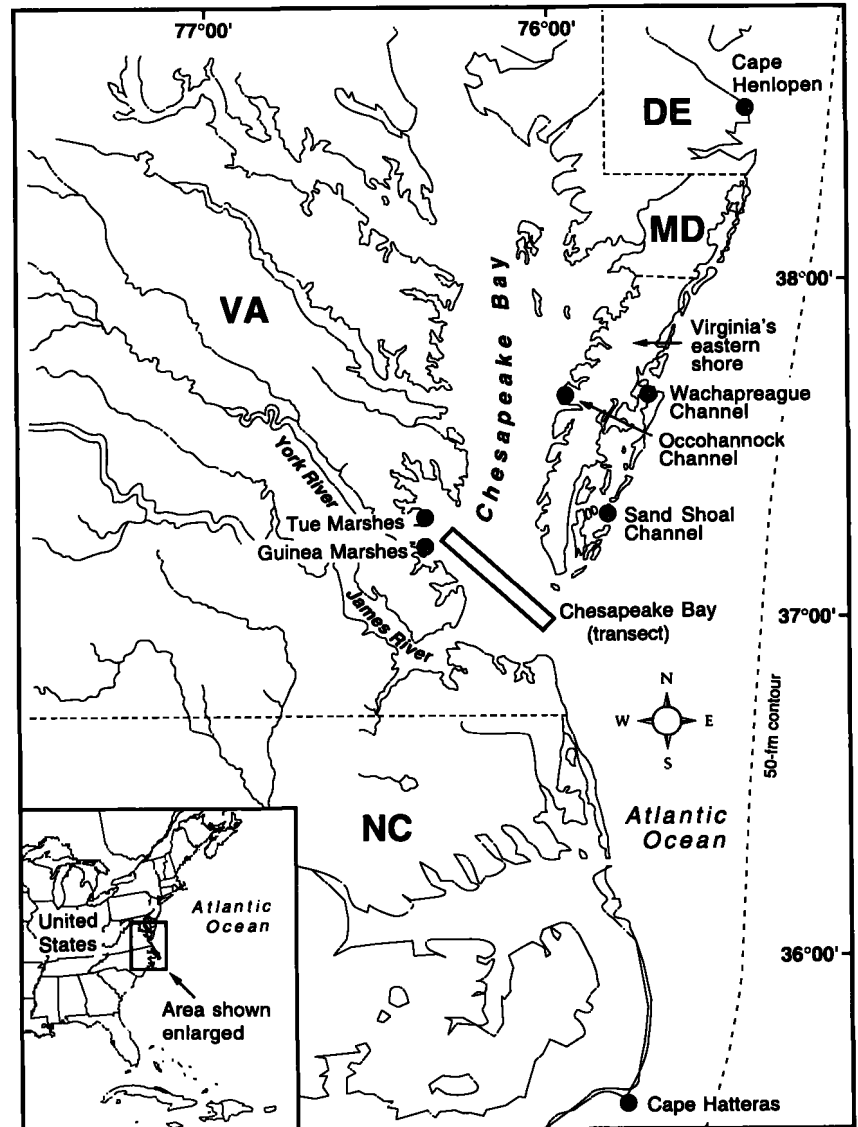 77°00'
76°00'
Cape
Henlopen
DE
MD
38°00'
VA
Chesapeake Bay
Virginia's
eastern
shore
Wachapreague
Channel
Occohannock
Channel
York River
Tue Marshes
Guinea Marshes
Sand Shoal
Channel
James River
Chesapeake Bay
(transect)
37°00'
N
W
E
S
50-fm contour
NC
Atlantic
Ocean
United
States
Atlantic
Ocean
Area shown
enlarged
36°00'
Cape Hatteras